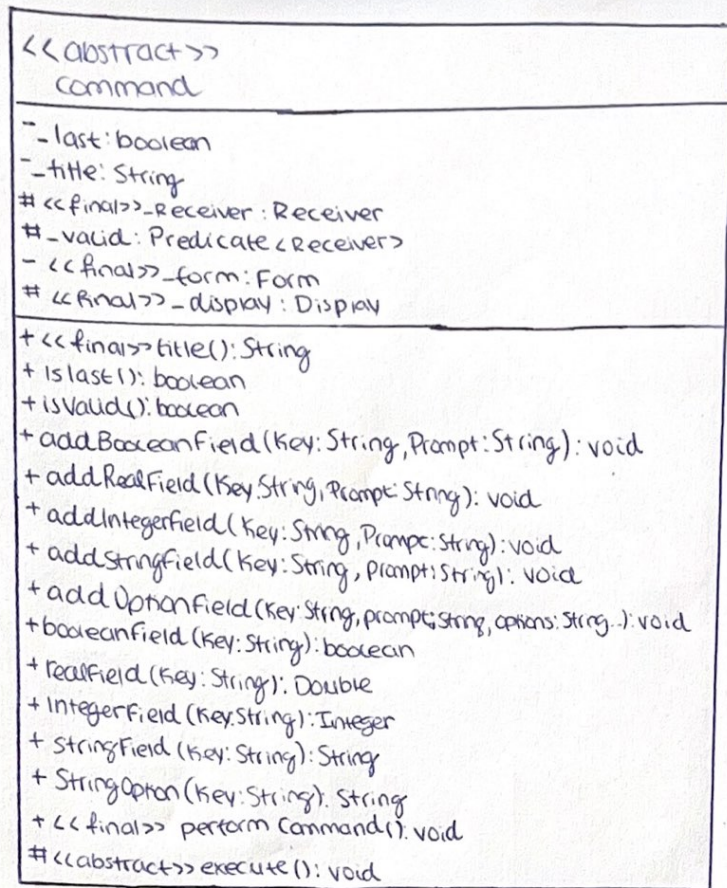 <<abstract>>
command
- _last: boolean
- _title: String
# <<final>> _Receiver : Receiver
# _valid: Predicate <Receiver>
- <<final>> _form: Form
# <<final>> _display: Display
+ <<final>> title(): String
+ Islast(): boolean
+ isValid(): boolean
+ addBooleanField(Key: String, Prompt: String): void
+ addRealField(Key: String, Prompt: String): void
+ addIntegerfield(Key: String, Prompt: String): void
+ addStringfield(Key: String, prompt: String): void
+ addOptionField(Key: String, prompt: String, options: String..): void
+ booleanfield(Key: String): boolean
+ realfield(Key: String): Double
+ Integerfield(Key: String): Integer
+ stringField(Key: String): String
+ StringOption(Key: String): String
+ <<final>> perform Command(): void
# <<abstract>> execute(): void